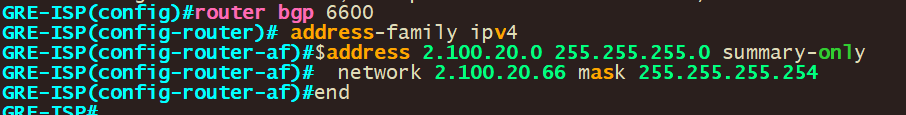 GRE-ISP(config)#router bgp 6600
GRE-ISP(config-router)# address-family ipv4
GRE-ISP(config-router-af)#$address 2.100.20.0 255.255.255.0 summary-only
GRE-ISP(config-router-af)#  network 2.100.20.66 mask 255.255.255.254
GRE-ISP(config-router-af)#end
GRE-ISP#